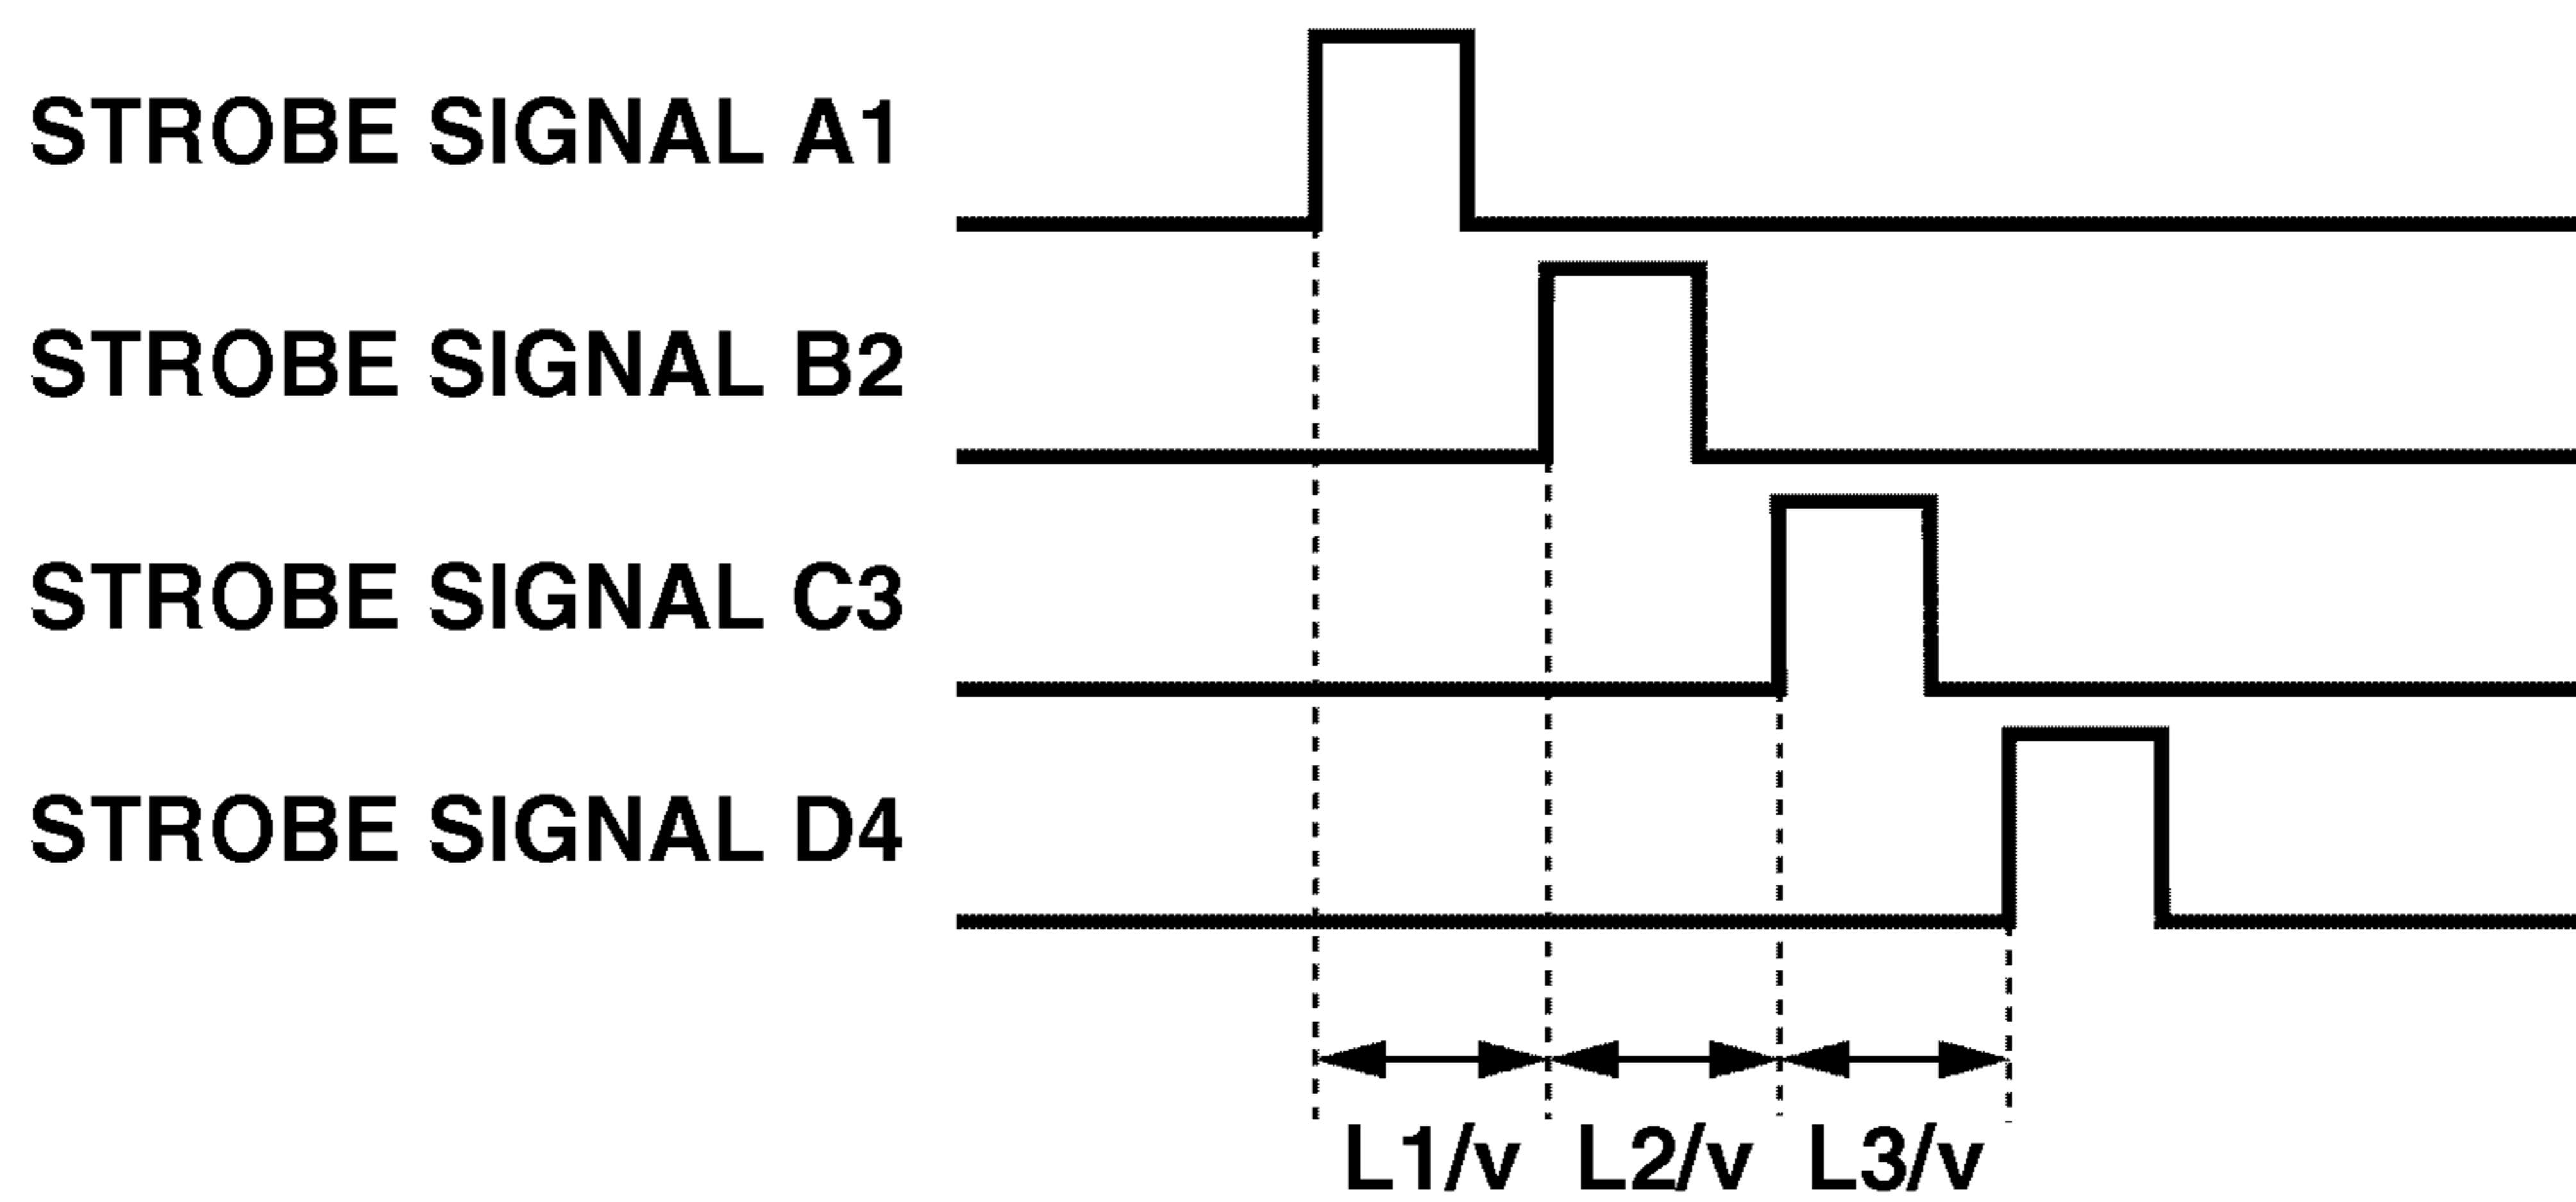 STROBE SIGNAL A1
STROBE SIGNAL B2
STROBE SIGNAL C3
STROBE SIGNAL D4
L1/v L2/v L3/v